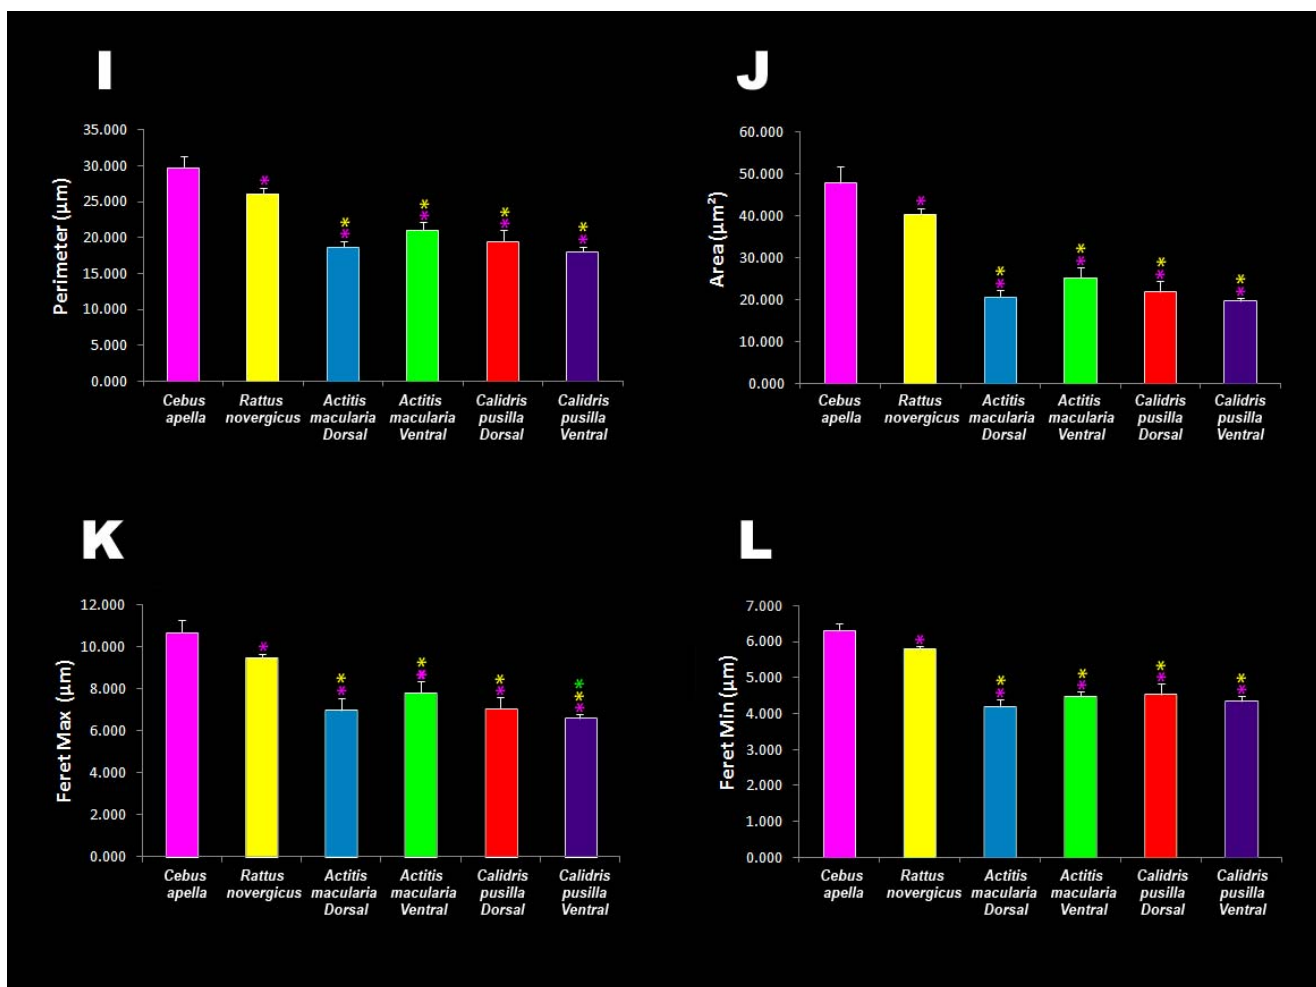 I
35.000
30.000
25.000
20.000
15.000
10.000
5.000
0.000
Perimeter (µm)
* * * * * * * * *
Cebus apella
Rattus novergicus
Actitis macularia Dorsal
Actitis macularia Ventral
Calidris pusilla Dorsal
Calidris pusilla Ventral
J
60.000
50.000
40.000
30.000
20.000
10.000
0.000
Area (µm²)
* * * * * * * * *
Cebus apella
Rattus novergicus
Actitis macularia Dorsal
Actitis macularia Ventral
Calidris pusilla Dorsal
Calidris pusilla Ventral
K
12.000
10.000
8.000
6.000
4.000
2.000
0.000
Feret Max (µm)
* * * * * * * * * *
Cebus apella
Rattus novergicus
Actitis macularia Dorsal
Actitis macularia Ventral
Calidris pusilla Dorsal
Calidris pusilla Ventral
L
7.000
6.000
5.000
4.000
3.000
2.000
1.000
0.000
Feret Min (µm)
* * * * * * * * *
Cebus apella
Rattus novergicus
Actitis macularia Dorsal
Actitis macularia Ventral
Calidris pusilla Dorsal
Calidris pusilla Ventral